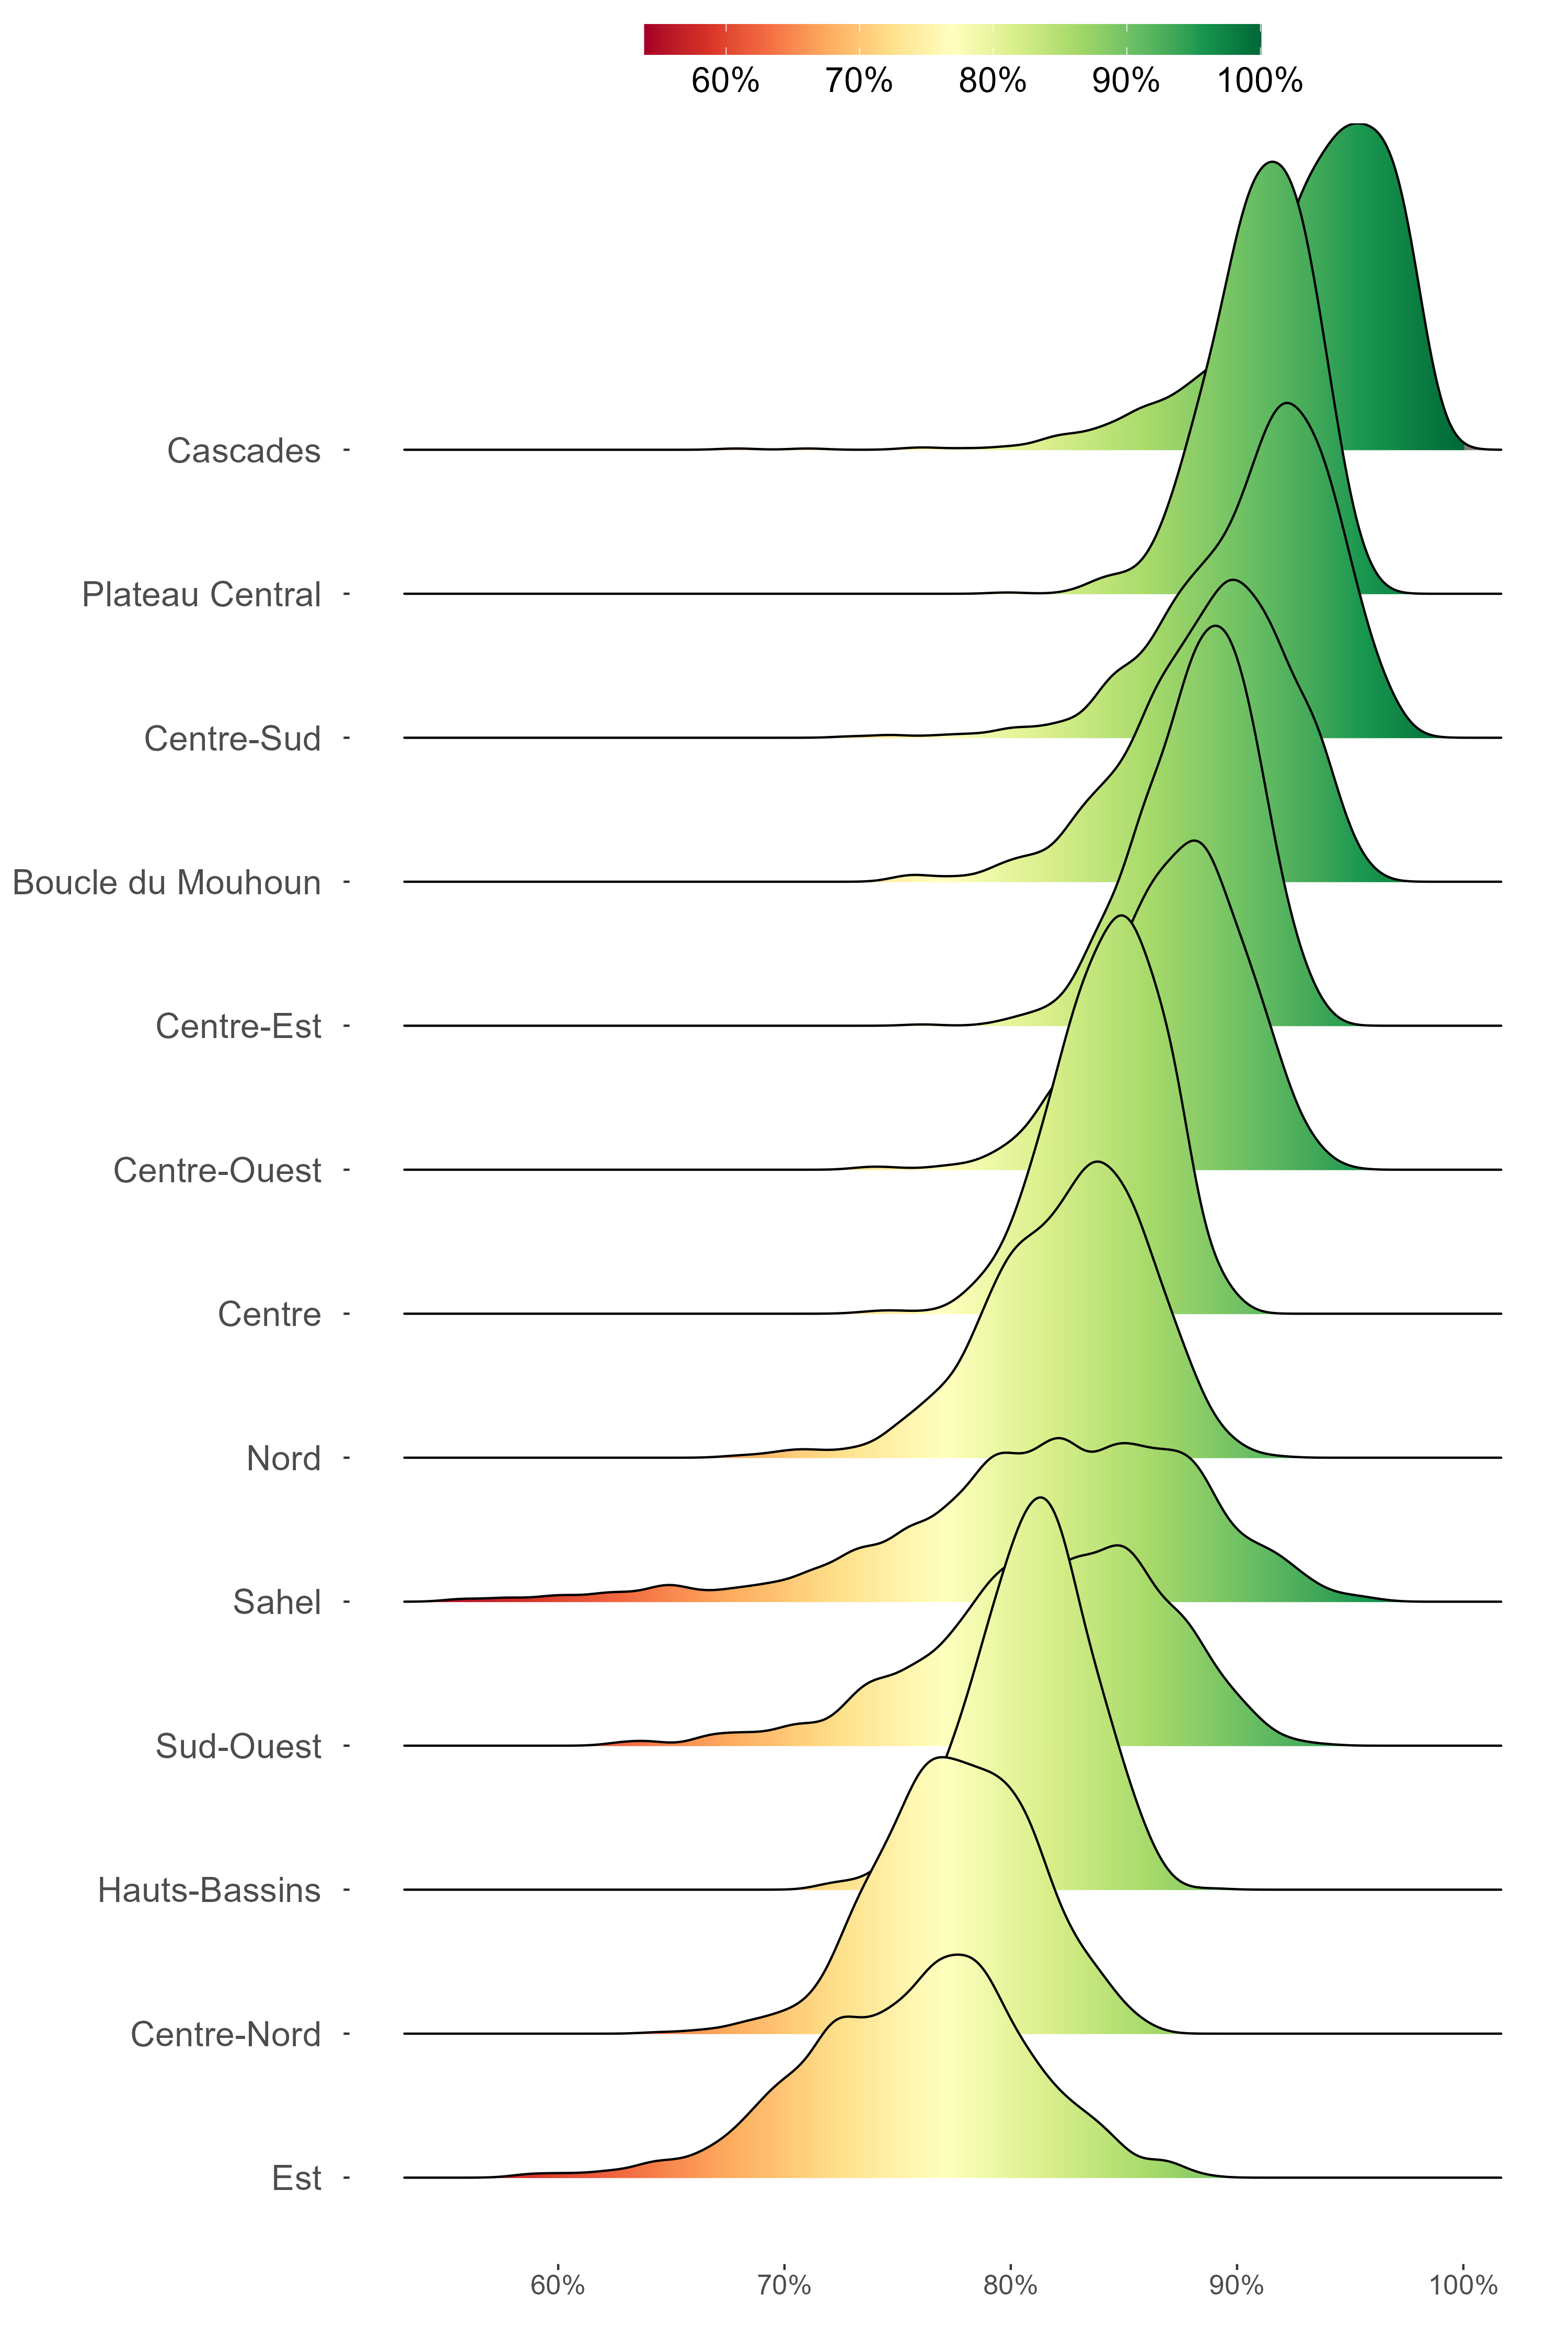 60% 70% 80% 90% 100%
Cascades
Plateau Central
Centre-Sud
Boucle du Mouhoun
Centre-Est
Centre-Ouest
Centre
Nord
Sahel
Sud-Ouest
Hauts-Bassins
Centre-Nord
Est
60% 70% 80% 90% 100%